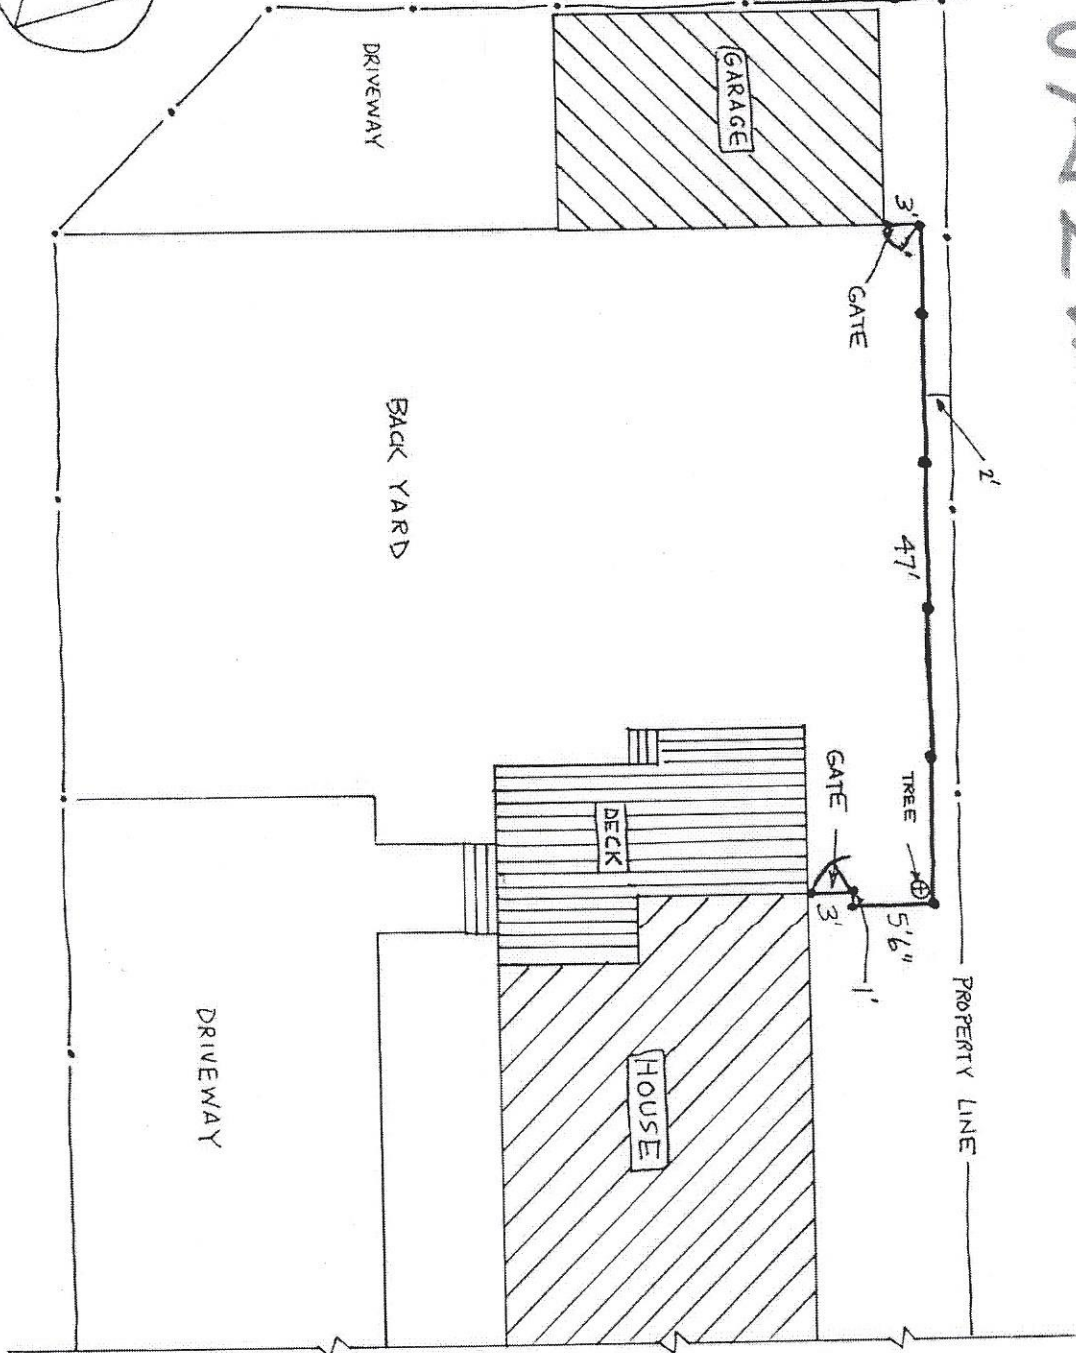 DRIVEWAY
GARAGE
3'
GATE
2'
BACK YARD
47'
GATE
TREE
DECK
3'
5'6"
1'
PROPERTY LINE
HOUSE
DRIVEWAY